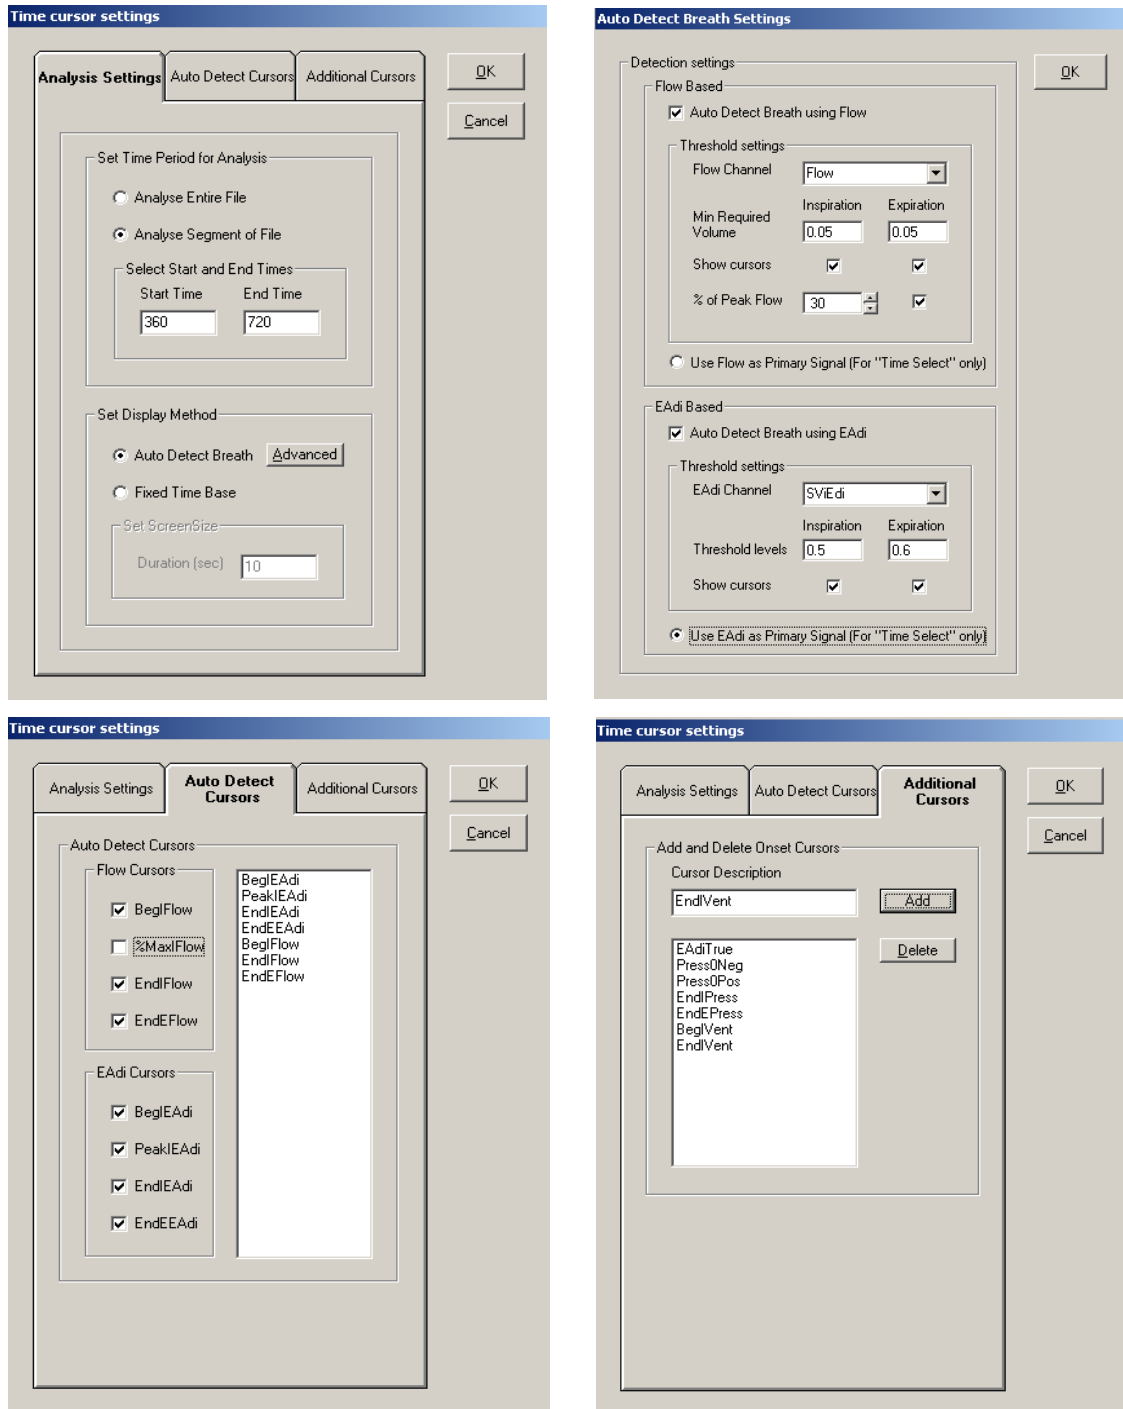 Time cursor settings
Analysis Settings
Auto Detect Cursors
Additional Cursors
OK
Cancel
Set Time Period for Analysis
Analyse Entire File
Analyse Segment of File
Select Start and End Times
Start Time End Time
360 720
Set Display Method
Auto Detect Breath Advanced
Fixed Time Base
Set ScreenSize
Duration (sec) 10
Auto Detect Breath Settings
OK
Detection settings
Flow Based
Auto Detect Breath using Flow
Threshold settings
Flow Channel Flow
Inspiration Expiration
Min Required
Volume 0.05 0.05
Show cursors
% of Peak Flow 30
Use Flow as Primary Signal (For "Time Select" only)
EAdi Based
Auto Detect Breath using EAdi
Threshold settings
EAdi Channel SViEdi
Inspiration Expiration
Threshold levels 0.5 0.6
Show cursors
Use EAdi as Primary Signal (For "Time Select" only)
Time cursor settings
Analysis Settings
Auto Detect
Cursors
Additional Cursors
OK
Cancel
Auto Detect Cursors
Flow Cursors
BegIFlow
%MaxIFlow
EndIFlow
EndEFlow
EAdi Cursors
BegIEAdi
PeakIEAdi
EndIEAdi
EndEEAdi
BegIEAdi
PeakIEAdi
EndIEAdi
EndEEAdi
BegIFlow
EndIFlow
EndEFlow
Time cursor settings
Analysis Settings
Auto Detect Cursors
Additional
Cursors
OK
Cancel
Add and Delete Onset Cursors
Cursor Description
EndIVent Add
Delete
EAdiTrue
Press0Neg
Press0Pos
EndIPress
EndEPress
BegIVent
EndIVent